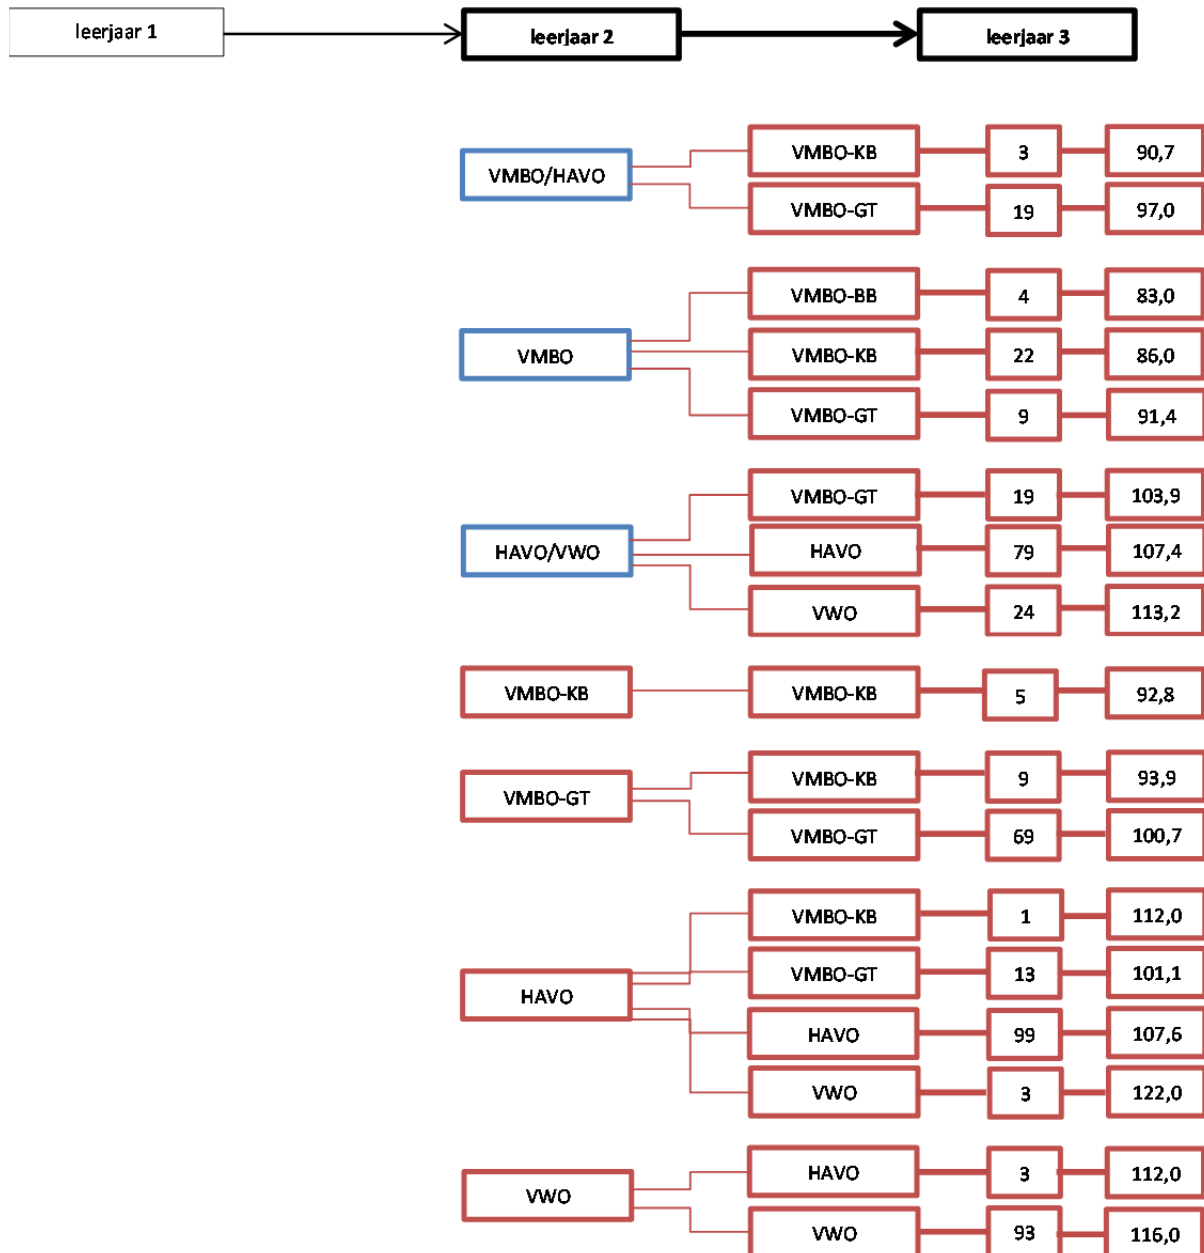 leerjaar 1 leerjaar 2 leerjaar 3
VMBO/HAVO
VMBO-KB 3 90,7
VMBO-GT 19 97,0
VMBO
VMBO-BB 4 83,0
VMBO-KB 22 86,0
VMBO-GT 9 91,4
HAVO/VWO
VMBO-GT 19 103,9
HAVO 79 107,4
VWO 24 113,2
VMBO-KB VMBO-KB 5 92,8
VMBO-GT
VMBO-KB 9 93,9
VMBO-GT 69 100,7
HAVO
VMBO-KB 1 112,0
VMBO-GT 13 101,1
HAVO 99 107,6
VWO 3 122,0
VWO
HAVO 3 112,0
VWO 93 116,0